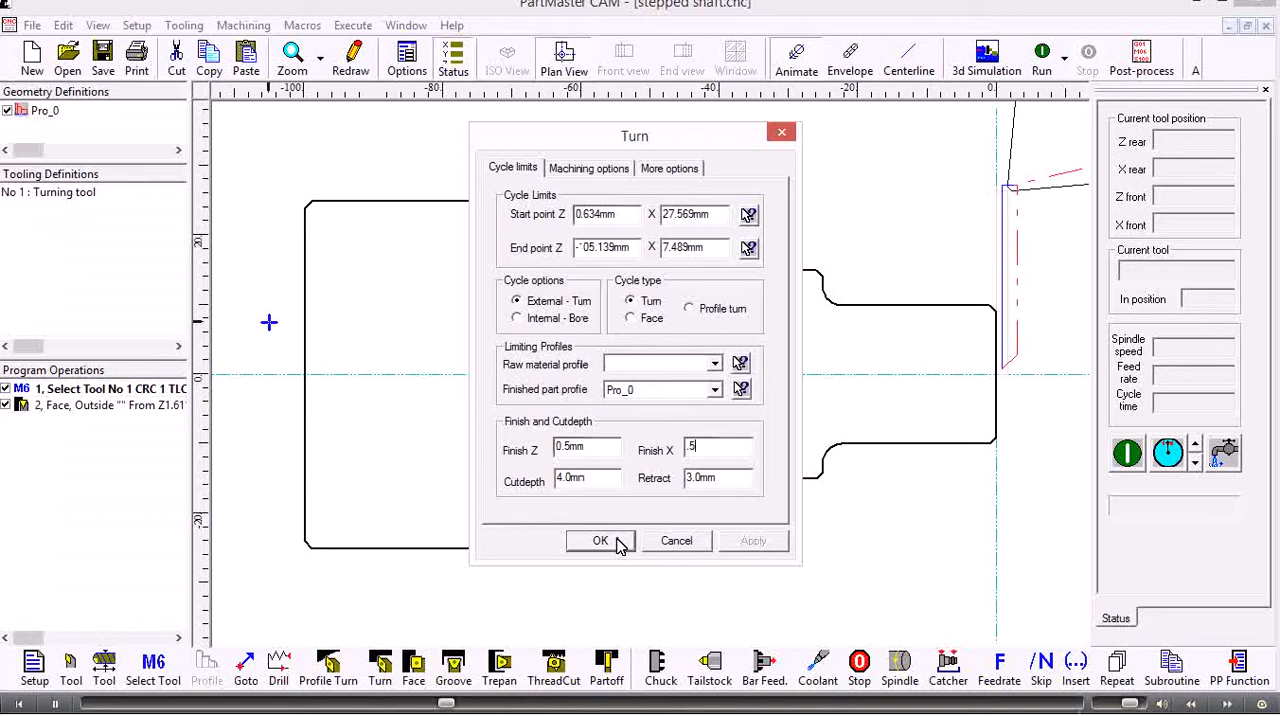 PartMaster CAM - [stepped shaft.cnc]
File Edit View Setup Tooling Machining Macros Execute Window Help
New Open Save Print Cut Copy Paste Zoom Redraw Options Status ISO View Plan View Front view End view Window Animate Envelope Centerline 3d Simulation Run Stop Post-process A
Geometry Definitions
Pro_0
Tooling Definitions
No 1 : Turning tool
Program Operations
1, Select Tool No 1 CRC 1 TLC
2, Face, Outside "" From Z1.61
-100 -80 -60 -40 -20 0
20
0
-20
Turn
Cycle limits Machining options More options
Cycle Limits
Start point Z 0.634mm X 27.569mm
End point Z -105.139mm X 7.489mm
Cycle options
External - Turn
Internal - Bore
Cycle type
Turn
Face
Profile turn
Limiting Profiles
Raw material profie
Finished part profie Pro_0
Finish and Cutdepth
Finish Z 0.5mm Finish X .5
Cutdepth 4.0mm Retract 3.0mm
OK Cancel Apply
Current tool position
Z rear
X rear
Z front
X front
Current tool
In position
Spindle speed
Feed rate
Cycle time
Status
M6 F /N
Setup Tool Tool Select Tool Profile Goto Drill Profile Turn Turn Face Groove Trepan ThreadCut Partoff Chuck Tailstock Bar Feed. Coolant Stop Spindle Catcher Feedrate Skip Insert Repeat Subroutine PP Function